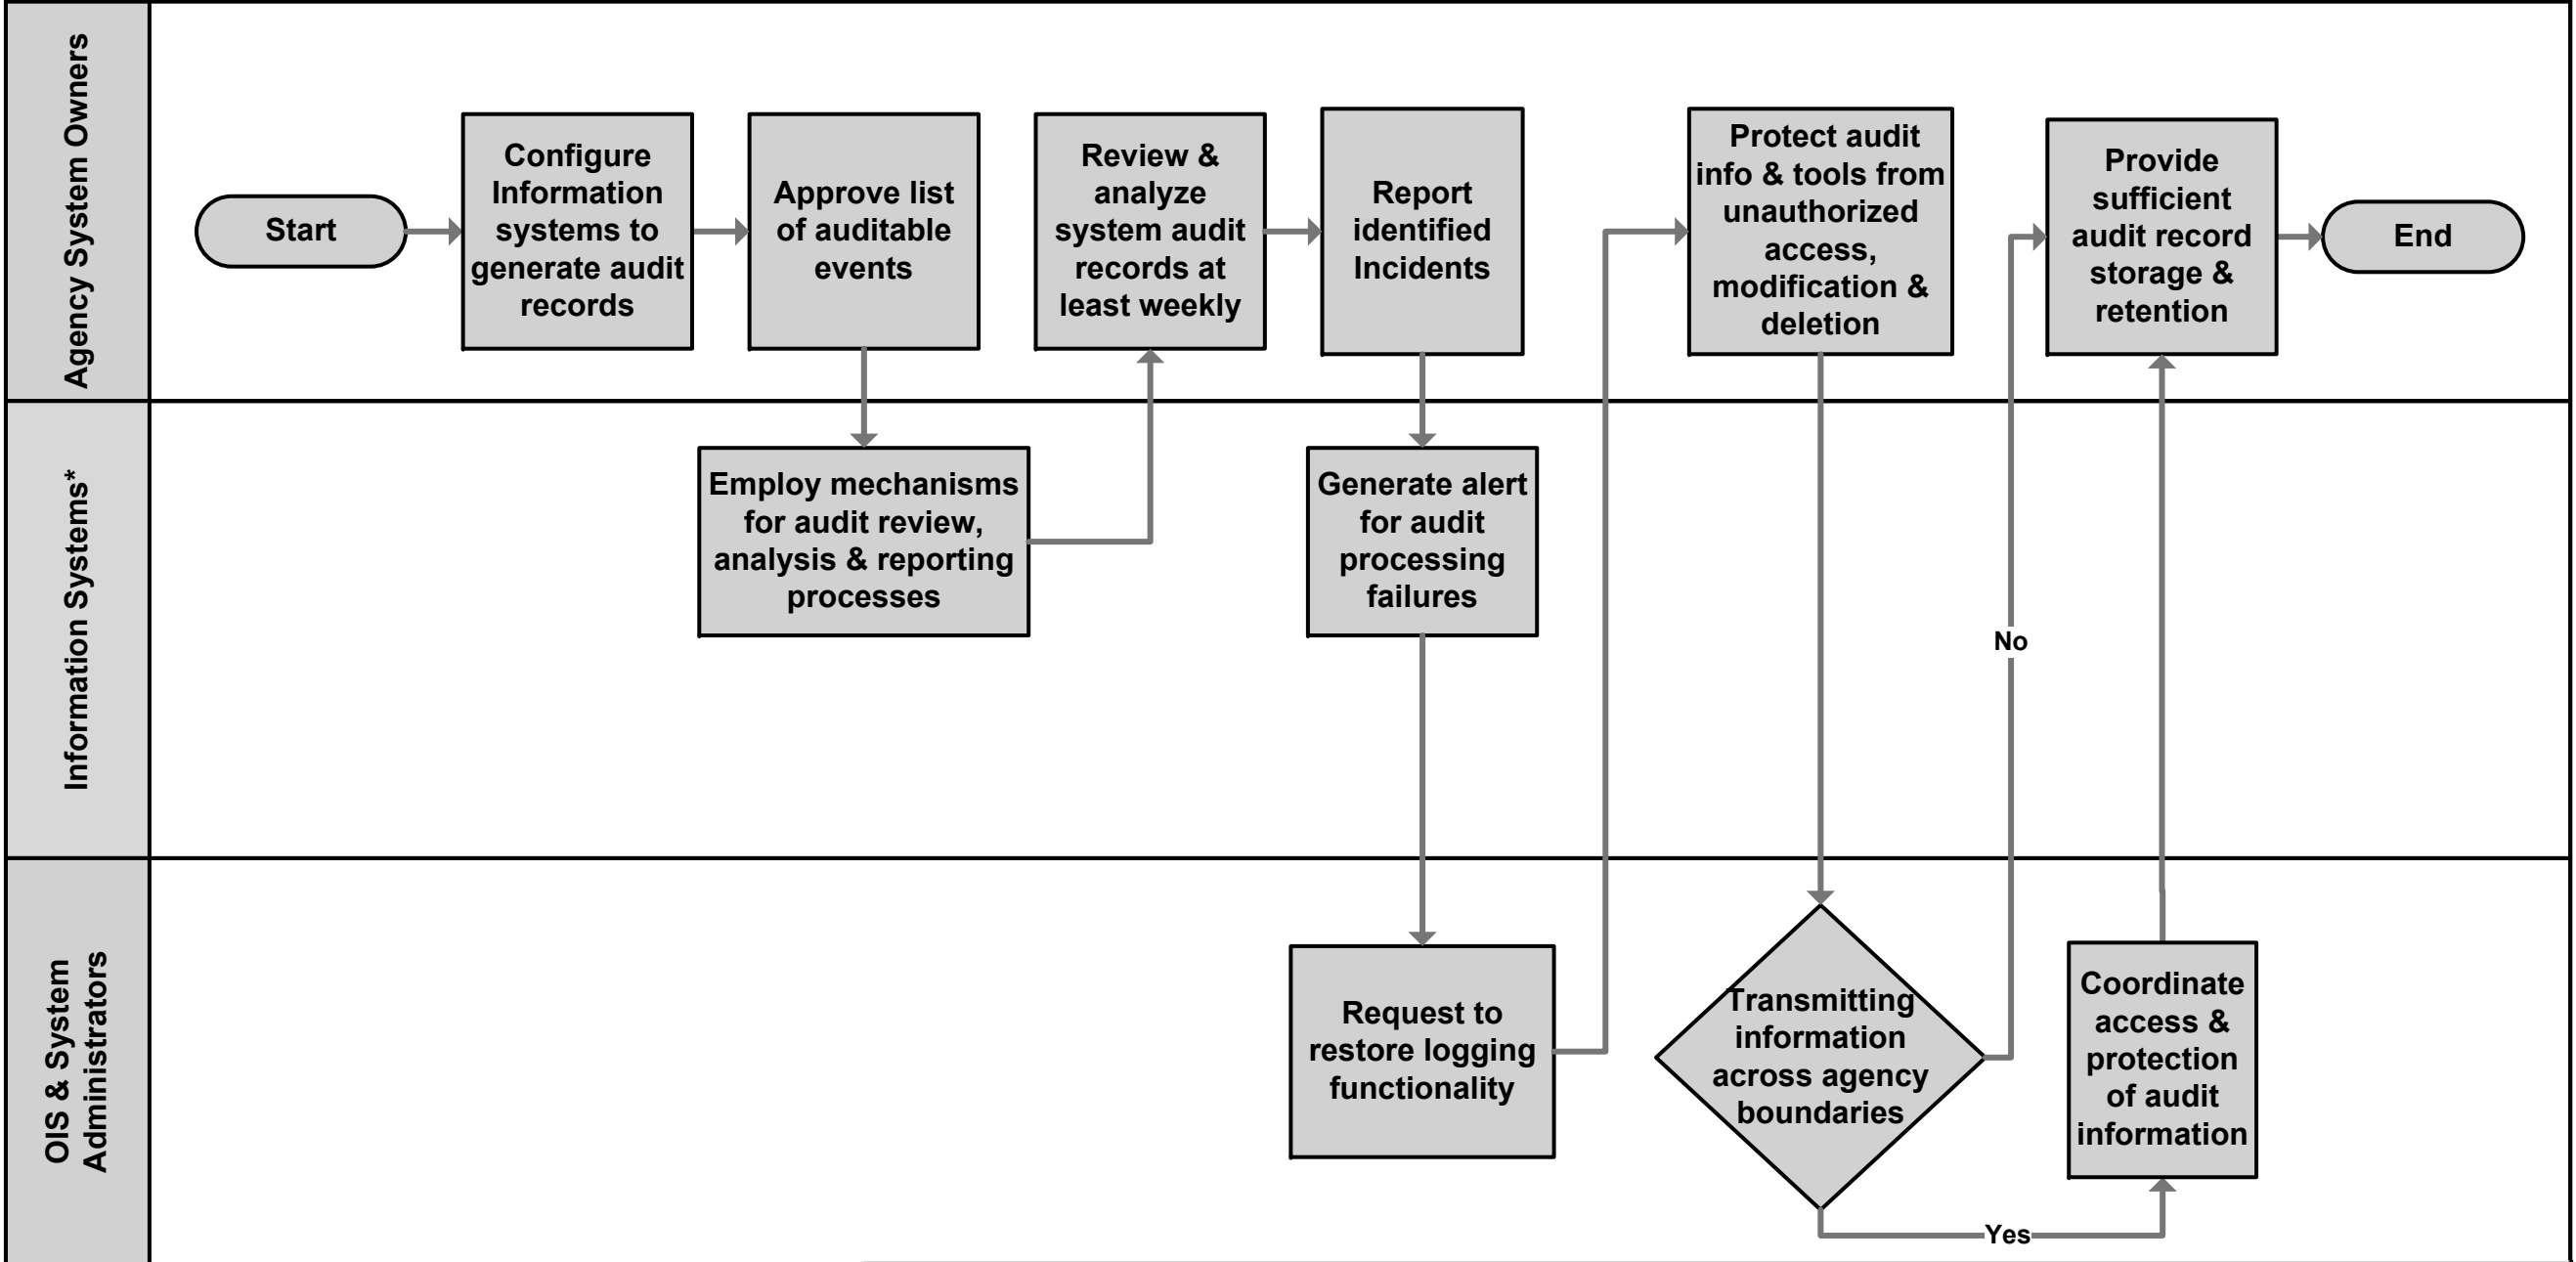 Agency System Owners
Start
Configure
Information
systems to
generate audit
records
Approve list
of auditable
events
Review &
analyze
system audit
records at
least weekly
Report
identified
Incidents
Protect audit
info & tools from
unauthorized
access,
modification &
deletion
Provide
sufficient
audit record
storage &
retention
End
Information Systems*
Employ mechanisms
for audit review,
analysis & reporting
processes
Generate alert
for audit
processing
failures
No
OIS & System
Administrators
Request to
restore logging
functionality
Transmitting
information
across agency
boundaries
Coordinate
access &
protection
of audit
information
Yes